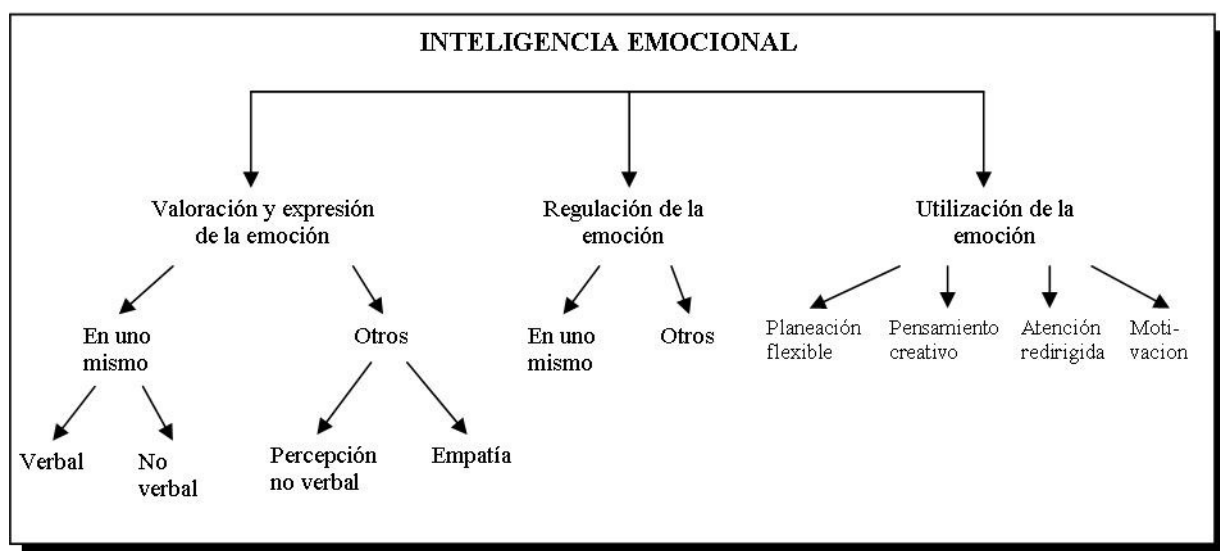 INTELIGENCIA EMOCIONAL
Valoración y expresión
de la emoción
Regulación de la
emoción
Utilización de la
emoción
En uno
mismo
Otros
En uno
mismo
Otros
Planeación
flexible
Pensamiento
creativo
Atención
redirigida
Moti-
vacion
Verbal
No
verbal
Percepción
no verbal
Empatía